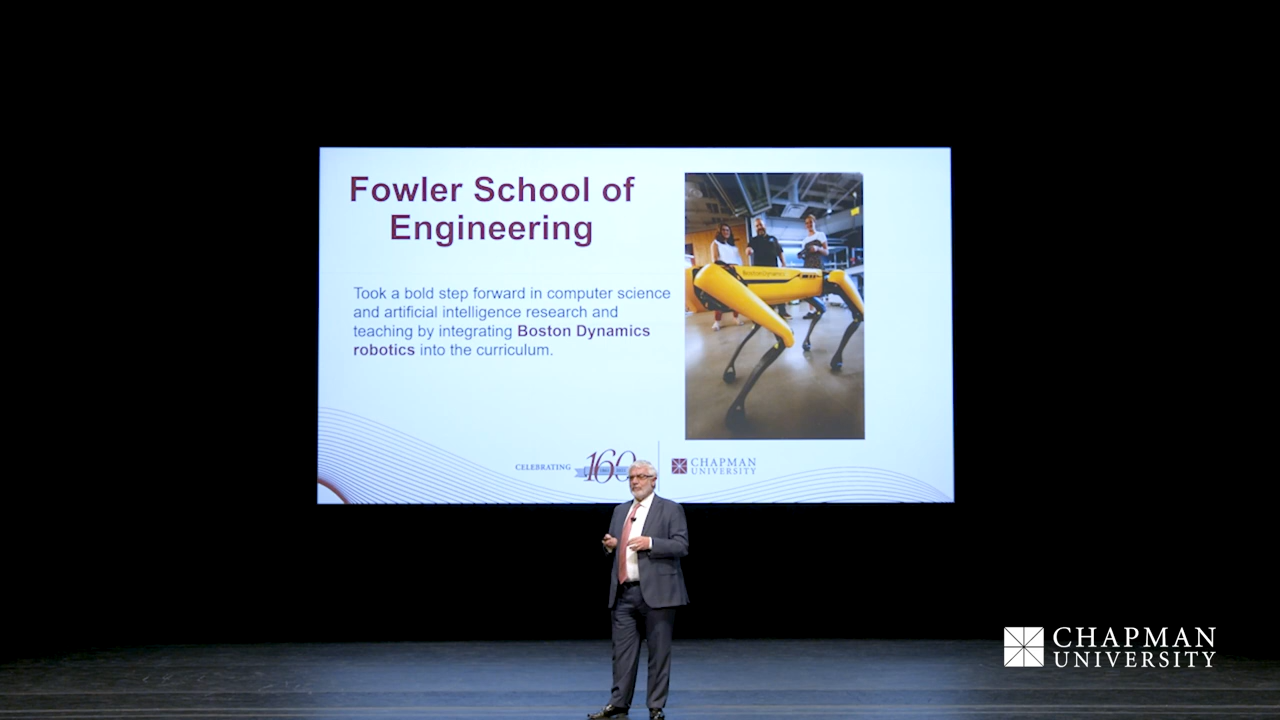 Fowler School of
Engineering
Took a bold step forward in computer science
and artificial intelligence research and
teaching by integrating Boston Dynamics
robotics into the curriculum.
BostonDynamics
CELEBRATING
160
CHAPMAN
UNIVERSITY
CHAPMAN
UNIVERSITY